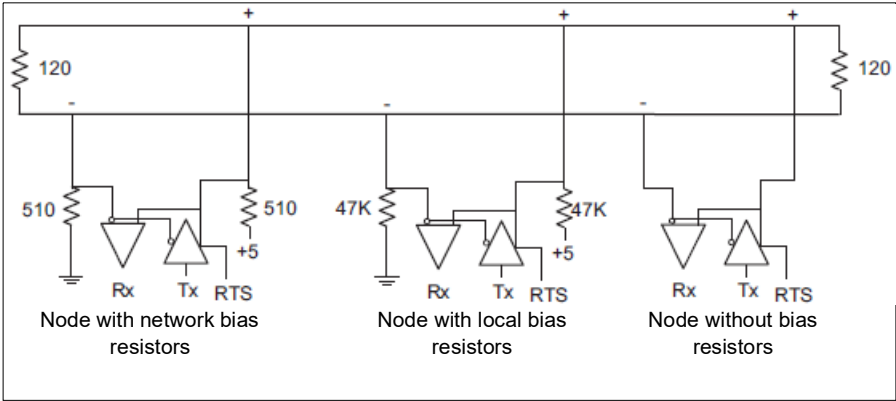 + + +
120 120
- - -
510 510 47K 47K
+5 +5
Rx Tx RTS Rx Tx RTS Rx Tx RTS
Node with network bias
resistors
Node with local bias
resistors
Node without bias
resistors